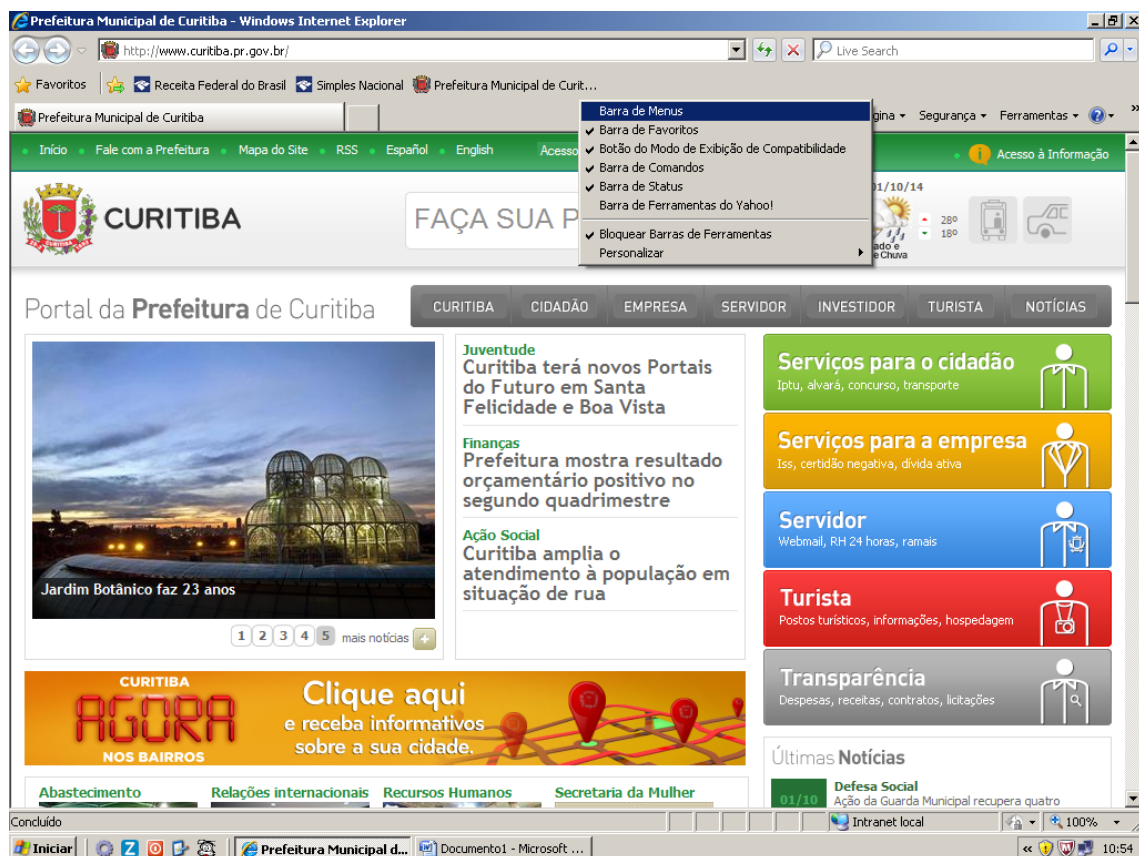 Prefeitura Municipal de Curitiba - Windows Internet Explorer
http://www.curitiba.pr.gov.br/
Live Search
Favoritos
Receita Federal do Brasil
Simples Nacional
Prefeitura Municipal de Curit...
Prefeitura Municipal de Curitiba
gina
Segurança
Ferramentas
»
Barra de Menus
Barra de Favoritos
Botão do Modo de Exibição de Compatibilidade
Barra de Comandos
Barra de Status
Barra de Ferramentas do Yahoo!
Bloquear Barras de Ferramentas
Personalizar
Início
Fale com a Prefeitura
Mapa do Site
RSS
Español
English
Acesso
Acesso à Informação
CURITIBA
FAÇA SUA P
01/10/14
28º
18º
ado e
e Chuva
Portal da Prefeitura de Curitiba
CURITIBA
CIDADÃO
EMPRESA
SERVIDOR
INVESTIDOR
TURISTA
NOTÍCIAS
Jardim Botânico faz 23 anos
1 2 3 4 5 mais notícias +
Juventude
Curitiba terá novos Portais
do Futuro em Santa
Felicidade e Boa Vista
Finanças
Prefeitura mostra resultado
orçamentário positivo no
segundo quadrimestre
Ação Social
Curitiba amplia o
atendimento à população em
situação de rua
Serviços para o cidadão
Iptu, alvará, concurso, transporte
Serviços para a empresa
Iss, certidão negativa, dívida ativa
Servidor
Webmail, RH 24 horas, ramais
Turista
Postos turísticos, informações, hospedagem
Transparência
Despesas, receitas, contratos, licitações
CURITIBA
AGORA
NOS BAIRROS
Clique aqui
e receba informativos
sobre a sua cidade.
Últimas Notícias
01/10
Defesa Social
Ação da Guarda Municipal recupera quatro
Abastecimento
Relações internacionais
Recursos Humanos
Secretaria da Mulher
Concluído
Intranet local
100%
Iniciar
Prefeitura Municipal d...
Documento1 - Microsoft ...
«
10:54